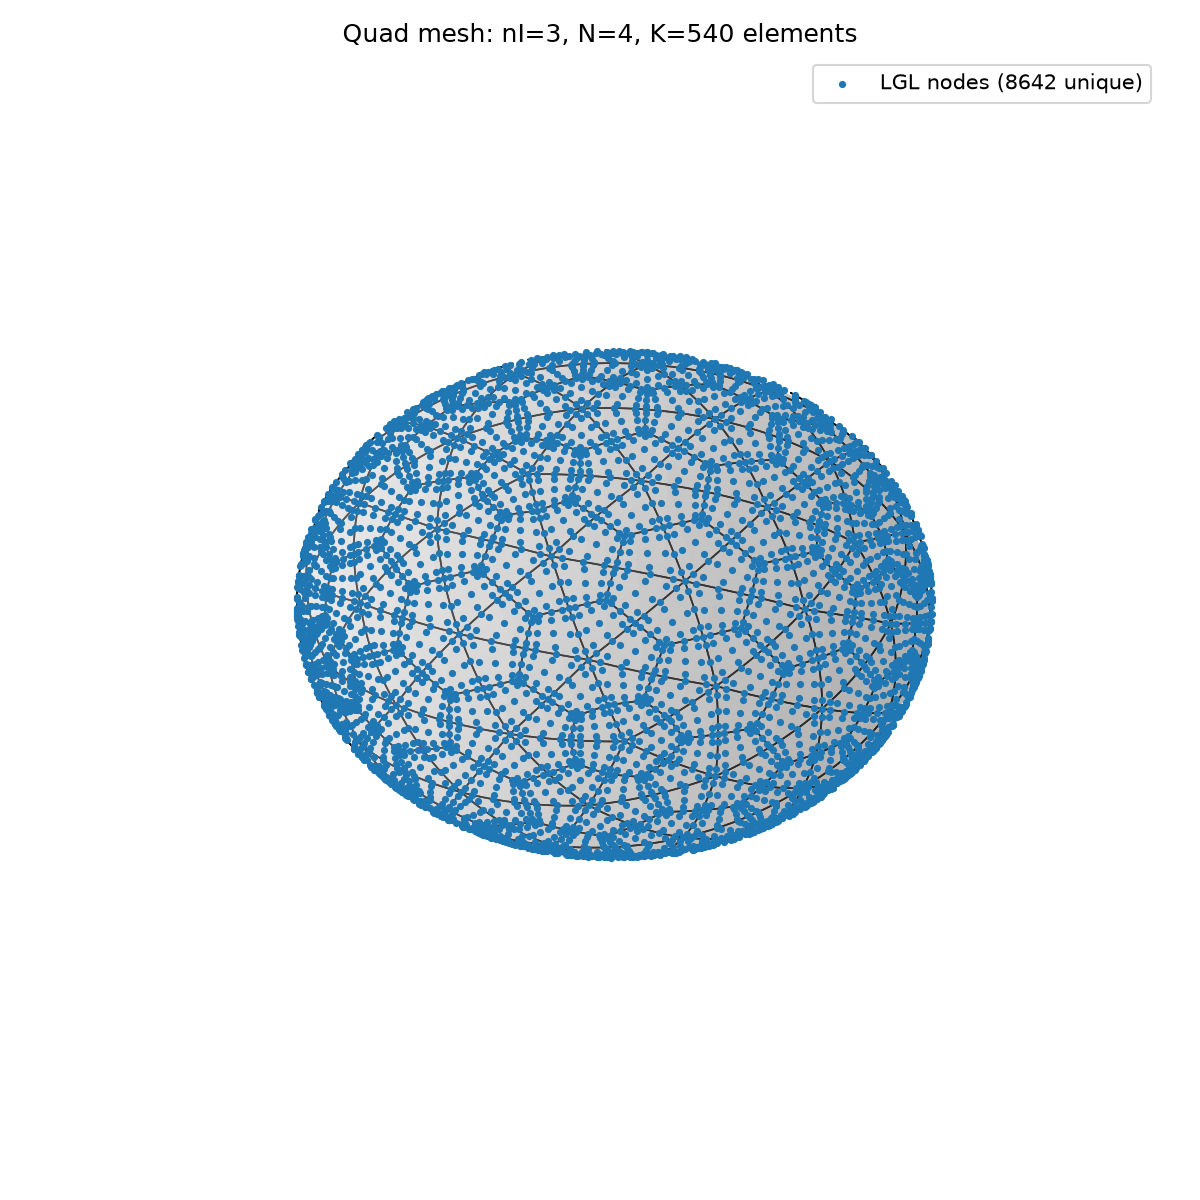 Quad mesh: nI=3, N=4, K=540 elements
LGL nodes (8642 unique)